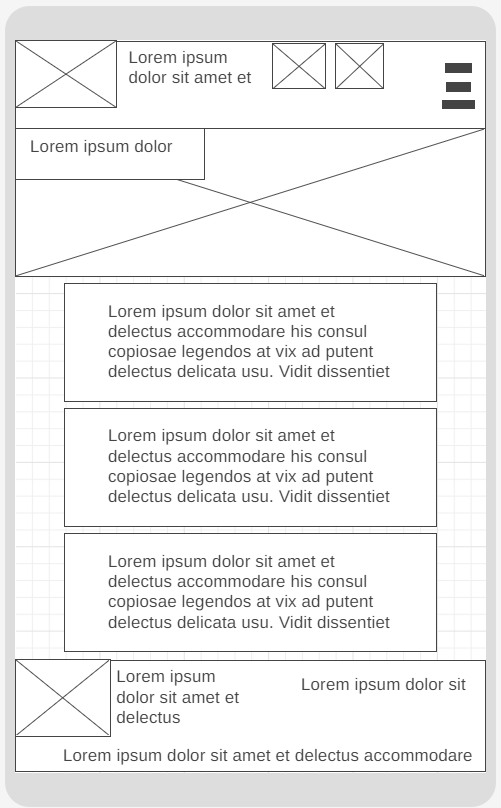 Lorem ipsum
dolor sit amet et
Lorem ipsum dolor
Lorem ipsum dolor sit amet et
delectus accommodare his consul
copiosae legendos at vix ad putent
delectus delicata usu. Vidit dissentiet
Lorem ipsum dolor sit amet et
delectus accommodare his consul
copiosae legendos at vix ad putent
delectus delicata usu. Vidit dissentiet
Lorem ipsum dolor sit amet et
delectus accommodare his consul
copiosae legendos at vix ad putent
delectus delicata usu. Vidit dissentiet
Lorem ipsum
dolor sit amet et
delectus
Lorem ipsum dolor sit
Lorem ipsum dolor sit amet et delectus accommodare